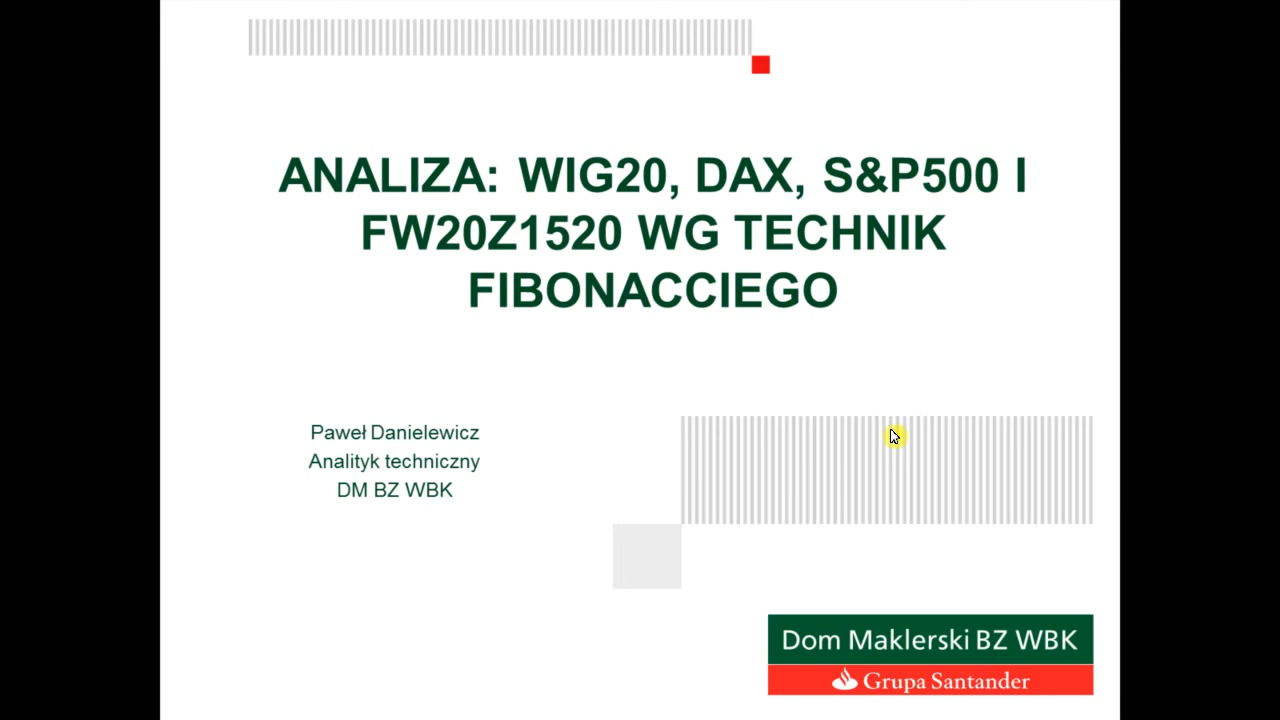 ANALIZA: WIG20, DAX, S&P500 I
FW20Z1520 WG TECHNIK
FIBONACCIEGO
Paweł Danielewicz
Analityk techniczny
DM BZ WBK
Dom Maklerski BZ WBK
Grupa Santander